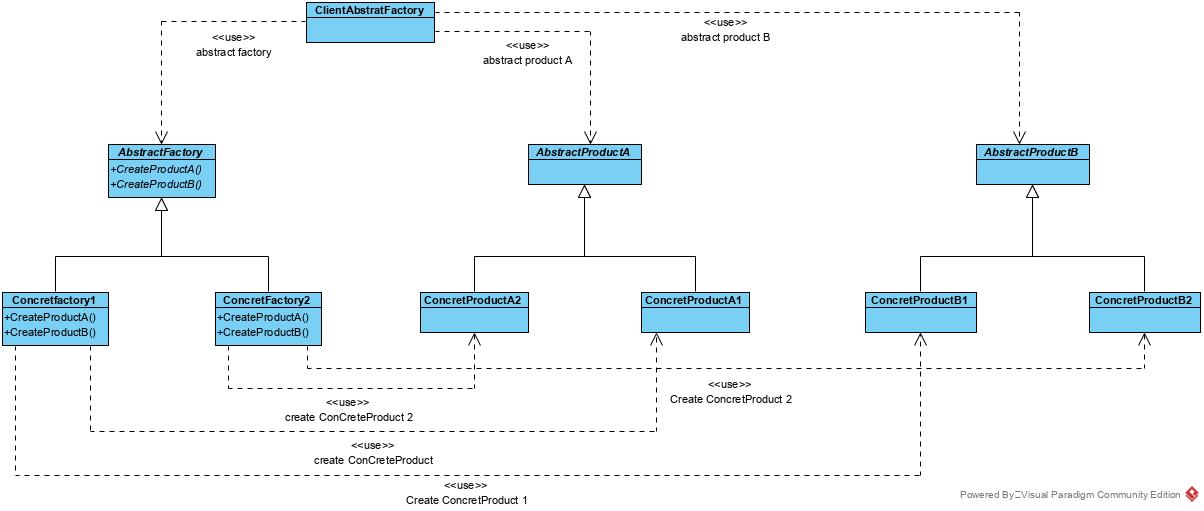 ClientAbstratFactory
<<use>>
abstract factory
<<use>>
abstract product A
<<use>>
abstract product B
AbstractFactory
+CreateProductA()
+CreateProductB()
AbstractProductA
AbstractProductB
Concretfactory1
+CreateProductA()
+CreateProductB()
ConcretFactory2
+CreateProductA()
+CreateProductB()
ConcretProductA2
ConcretProductA1
ConcretProductB1
ConcretProductB2
<<use>>
create ConCreteProduct 2
<<use>>
Create ConcretProduct 2
<<use>>
create ConCreteProduct
<<use>>
Create ConcretProduct 1
Powered By Visual Paradigm Community Edition